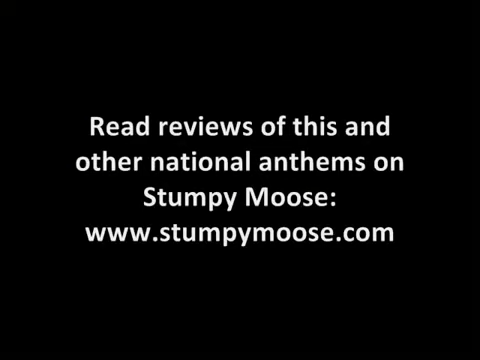 Read reviews of this and
other national anthems on
Stumpy Moose:
www.stumpymoose.com